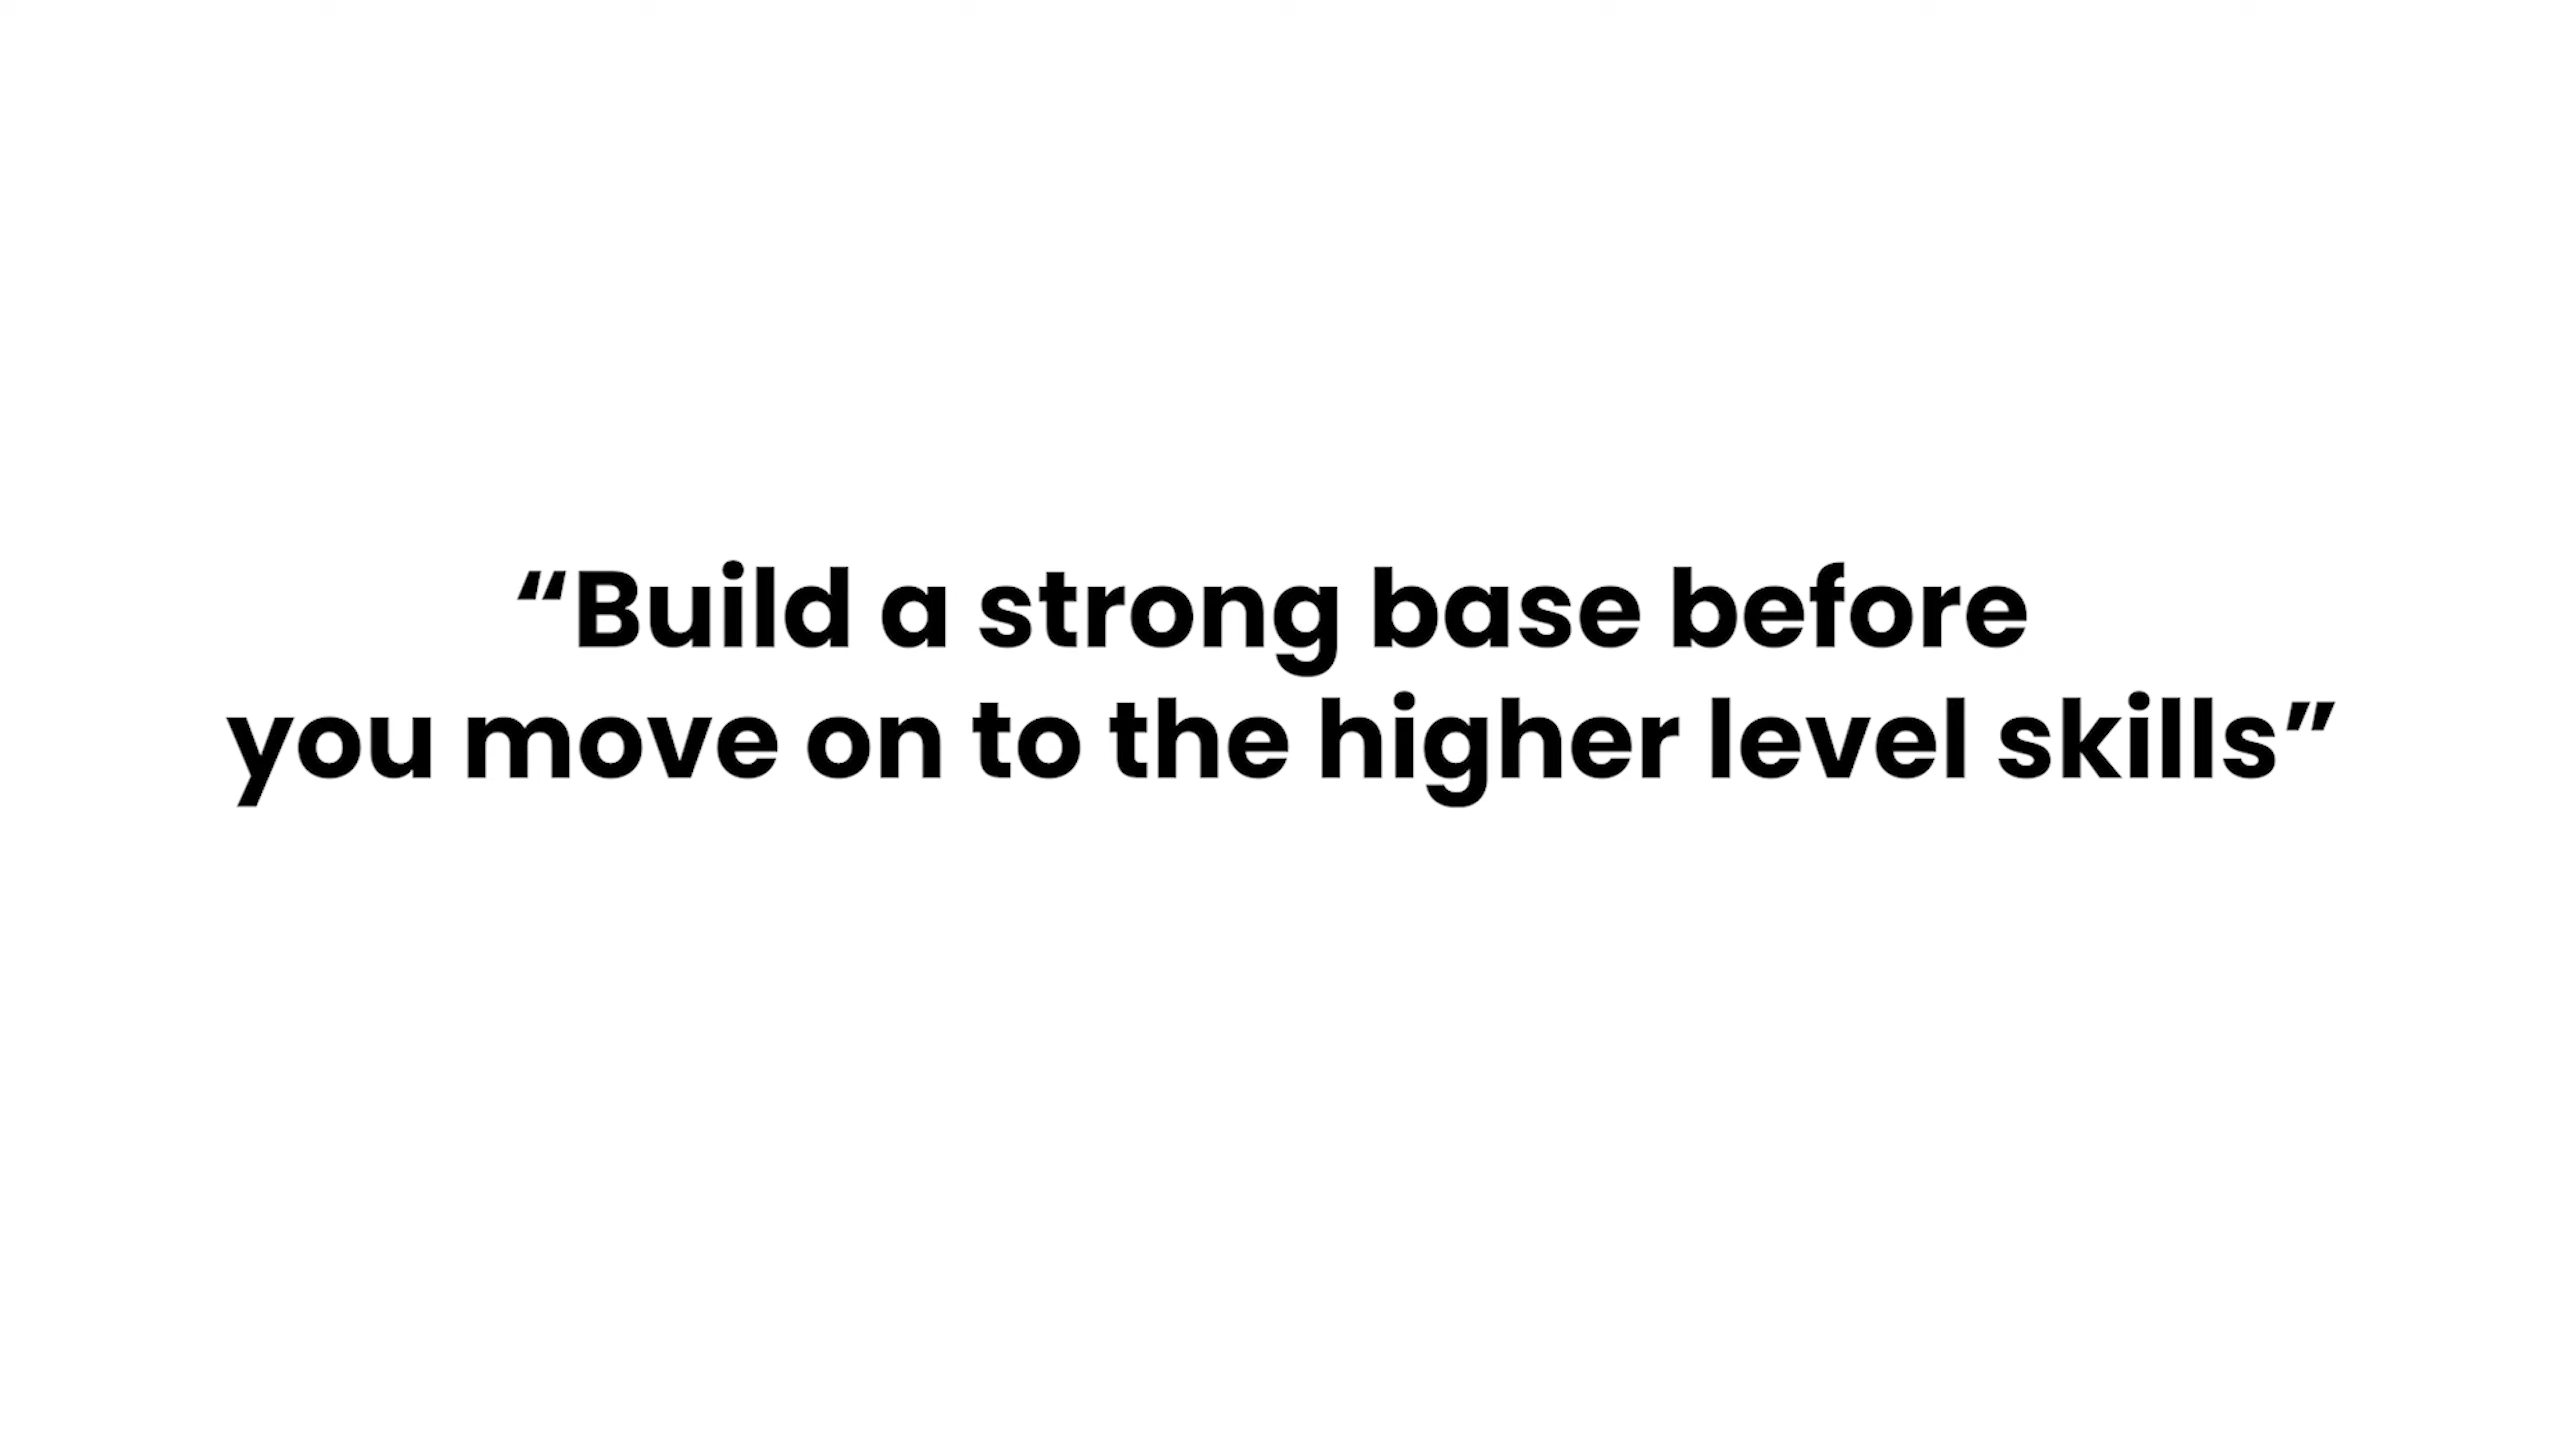 “Build a strong base before
you move on to the higher level skills”